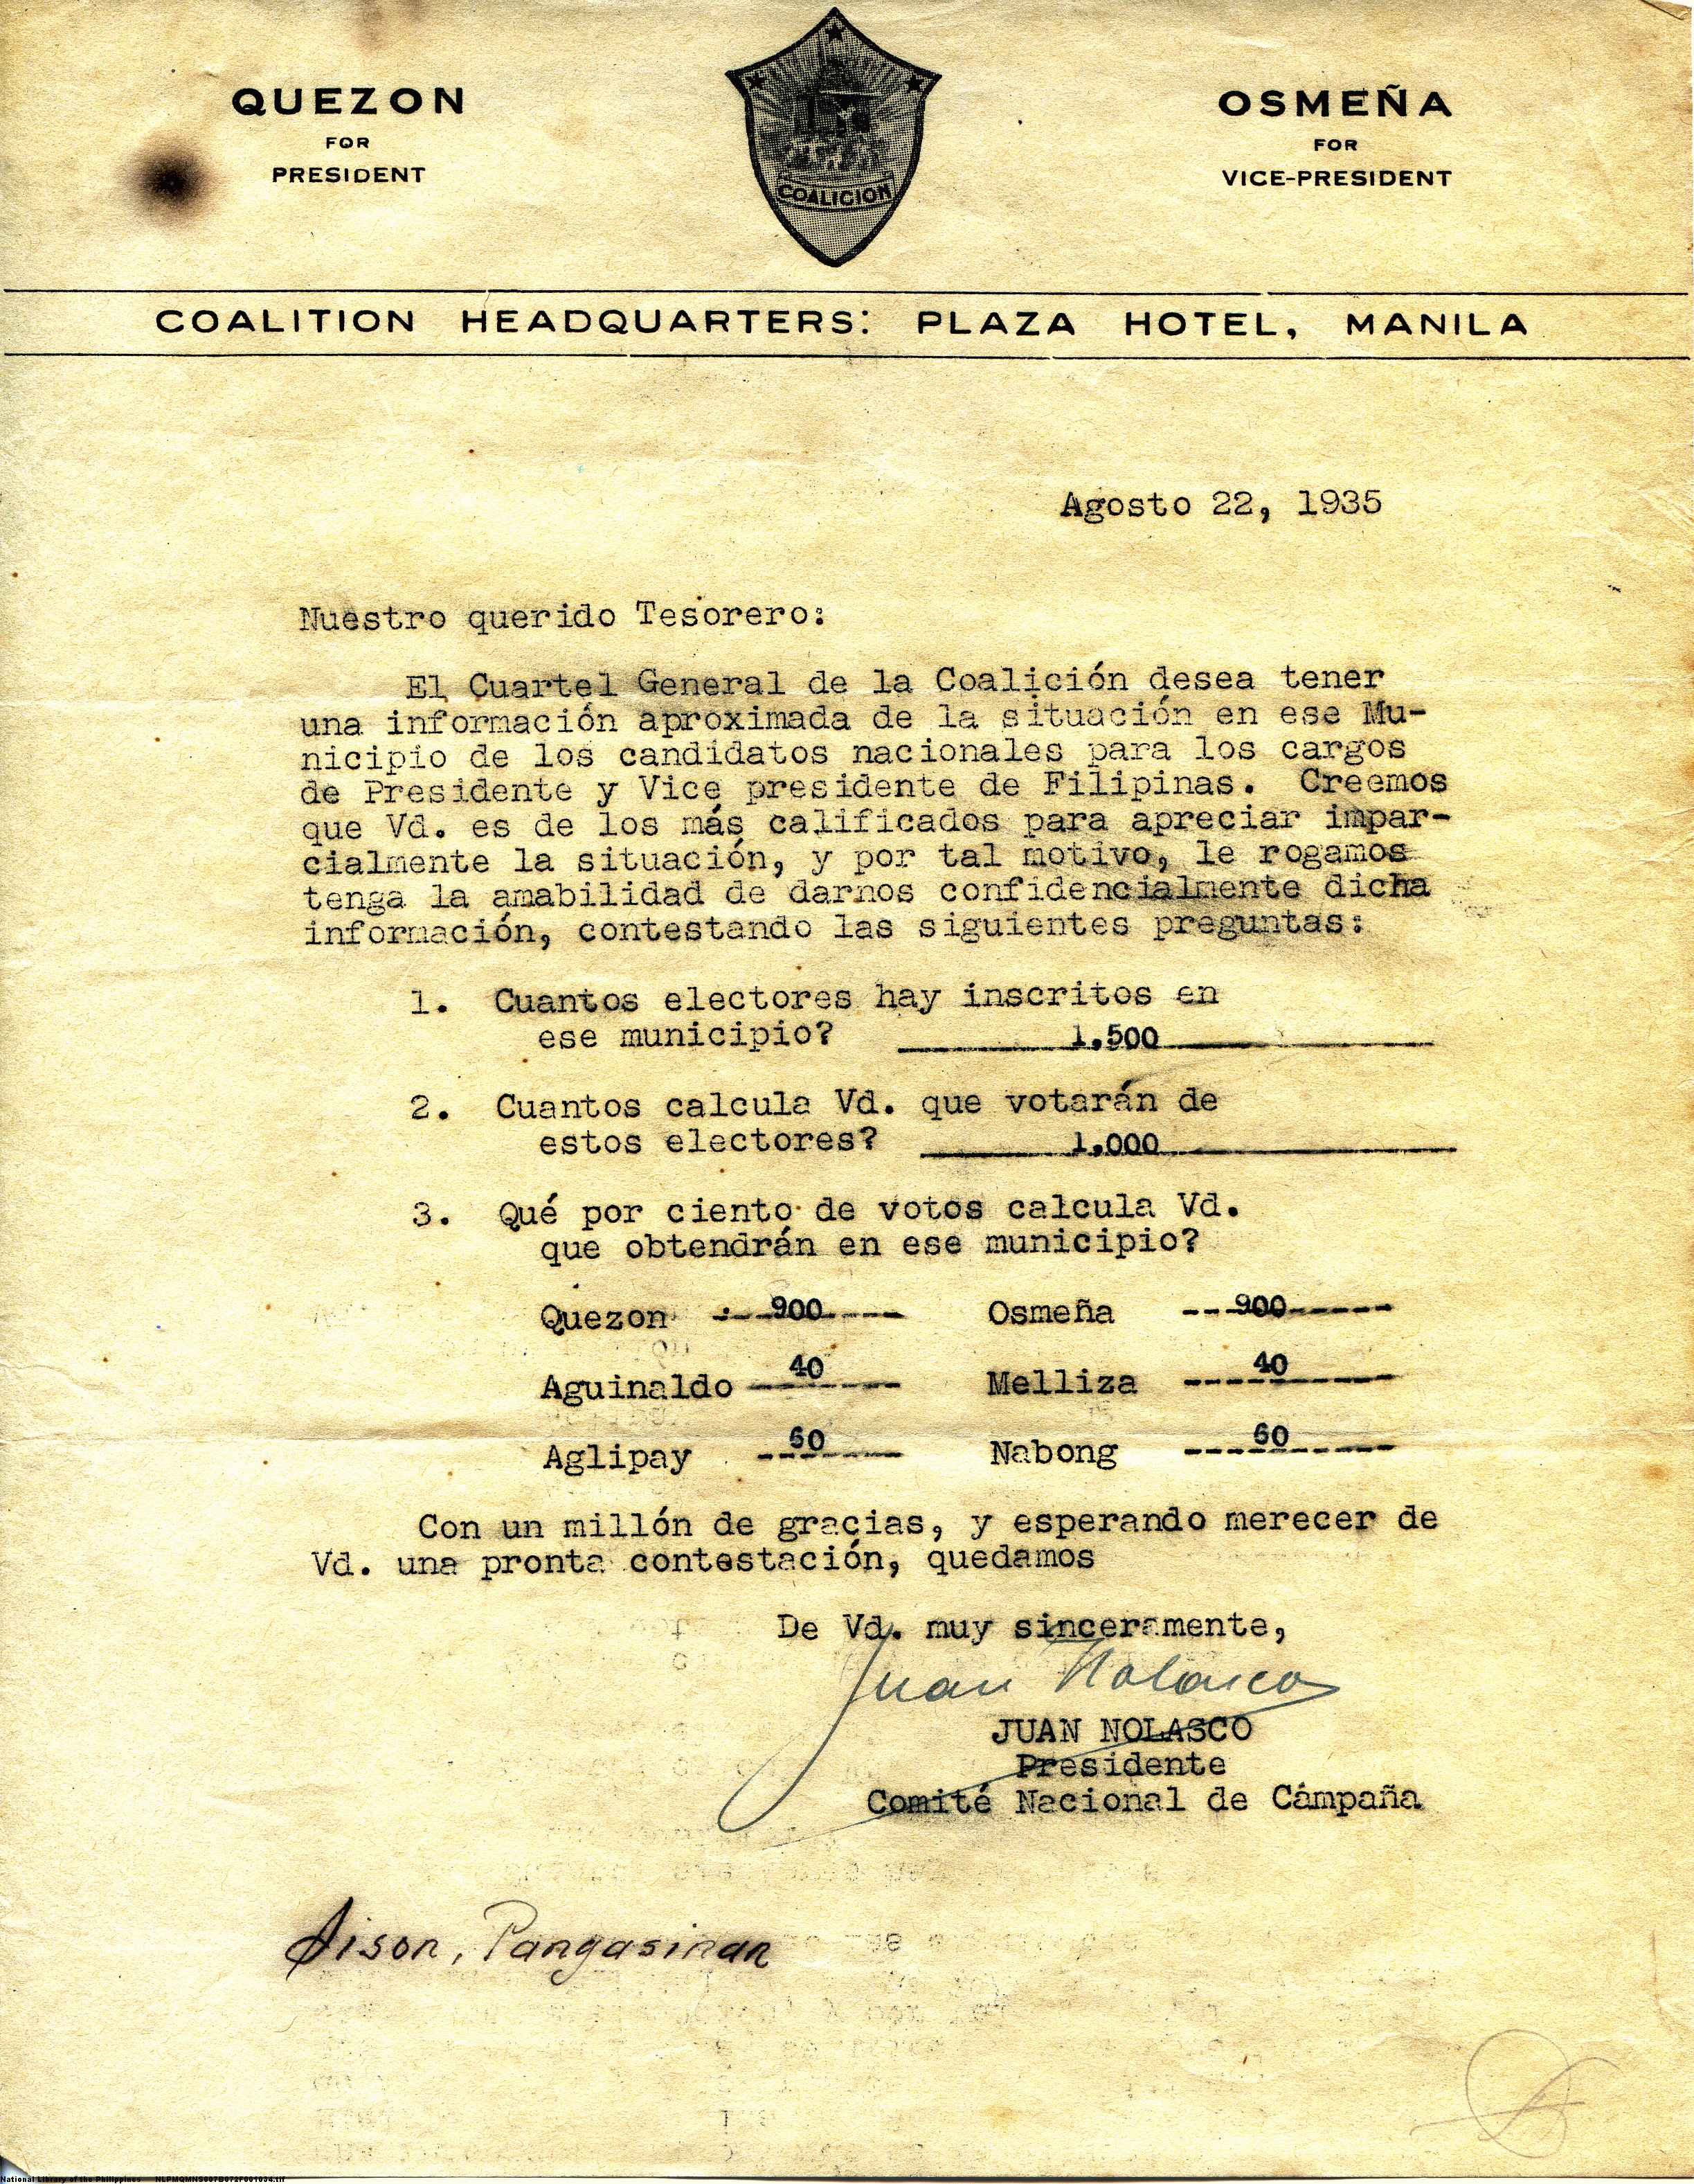 QUEZON
FOR
PRESIDENT
COALICION
OSMEÑA
FOR
VICE-PRESIDENT
COALITION HEADQUARTERS: PLAZA HOTEL, MANILA
Agosto 22, 1935
Nuestro querido Tesorero:
El Cuartel General de la Coalición desea tener
una información aproximada de la situación en ese Mu-
nicipio de los candidatos nacionales para los cargos
de Presidente y Vice presidente de Filipinas. Creemos
que Vd. es de los más calificados para apreciar impar-
cialmente la situación, y por tal motivo, le rogamos
tenga la amabilidad de darnos confidencialmente dicha
información, contestando las siguientes preguntas:
1. Cuantos electores hay inscritos en
ese municipio? 1.500
2. Cuantos calcula Vd. que votarán de
estos electores? 1.000
3. Qué por ciento de votos calcula Vd.
que obtendrán en ese municipio?
Quezon 900 Osmeña 900
Aguinaldo 40 Melliza 40
Aglipay 60 Nabong 60
Con un millón de gracias, y esperando merecer de
Vd. una pronta contestación, quedamos
De Vd. muy sinceramente,
Juan Nolasco
JUAN NOLASCO
Presidente
Comité Nacional de Cámpaña
Sison, Pangasinan
National Library of the Philippines